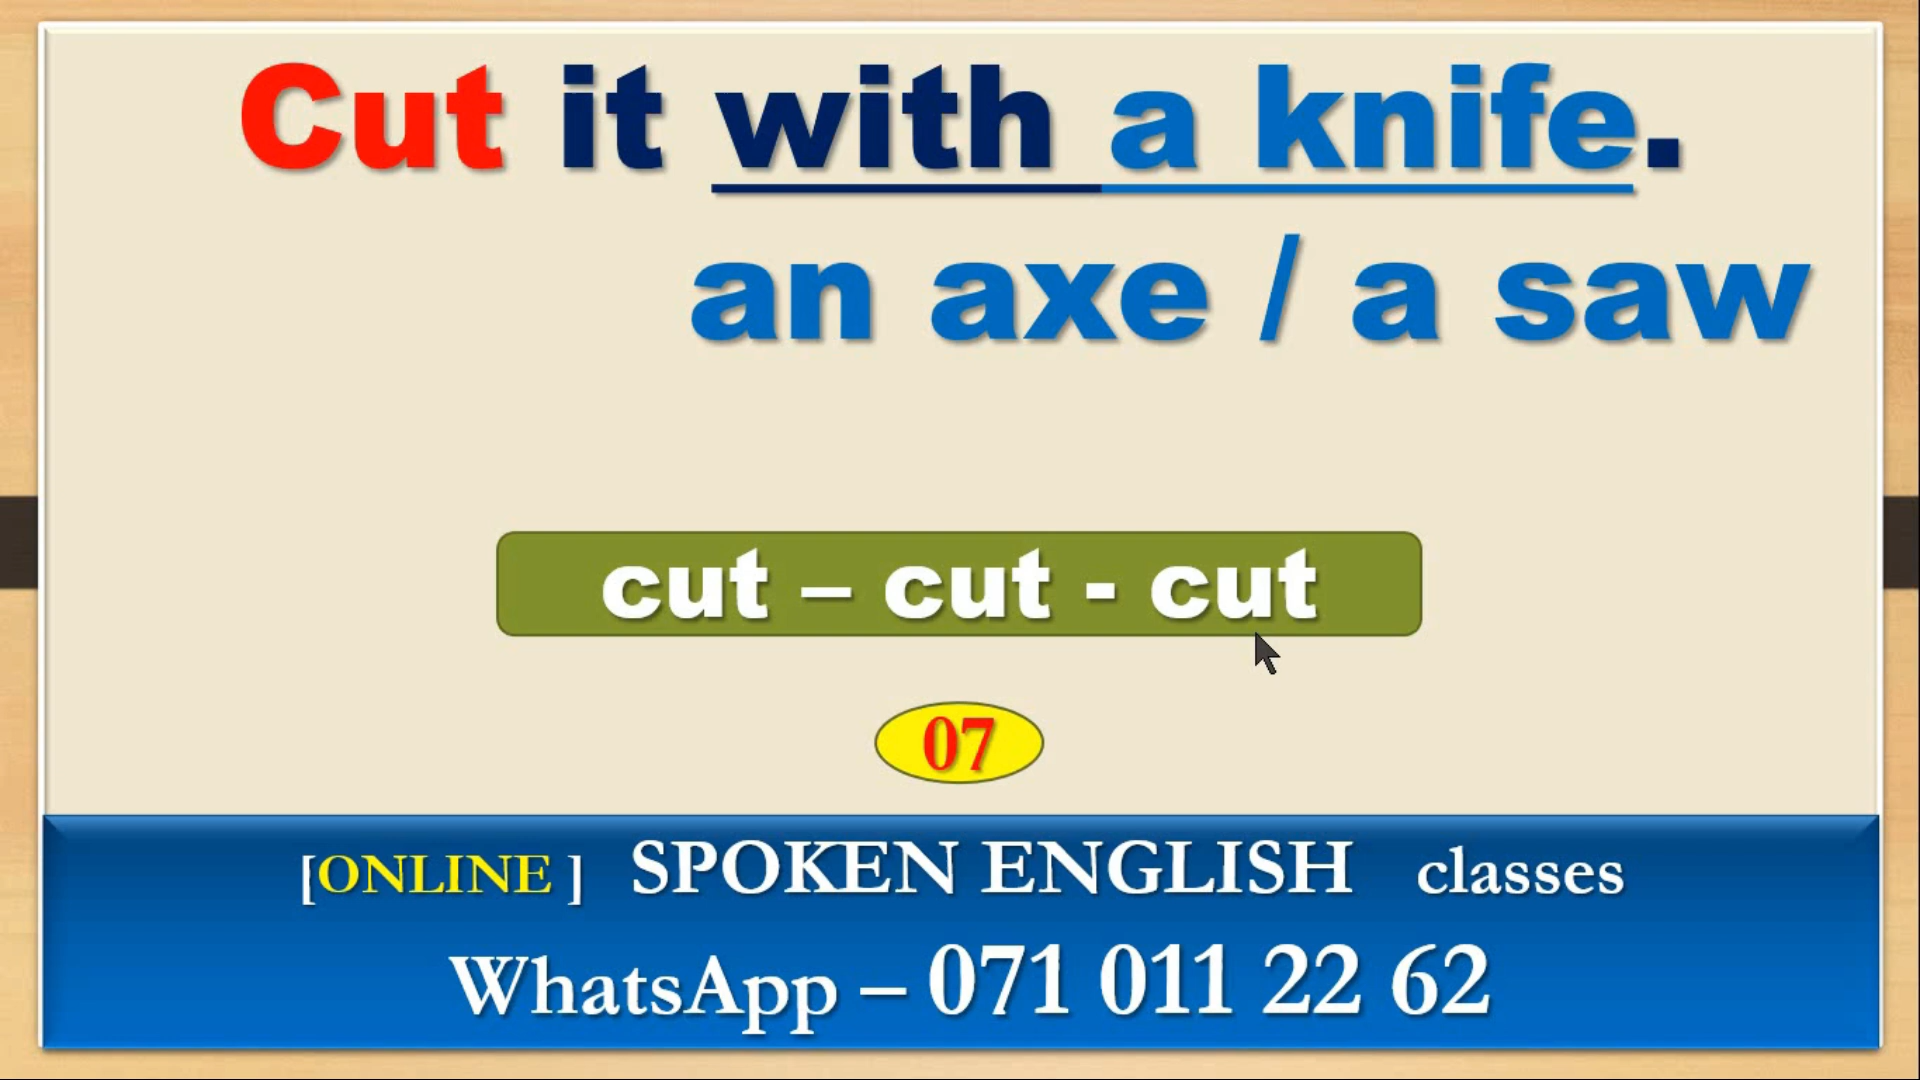 Cut it with a knife.
an axe / a saw
cut – cut - cut
07
[ONLINE ] SPOKEN ENGLISH classes
WhatsApp – 071 011 22 62